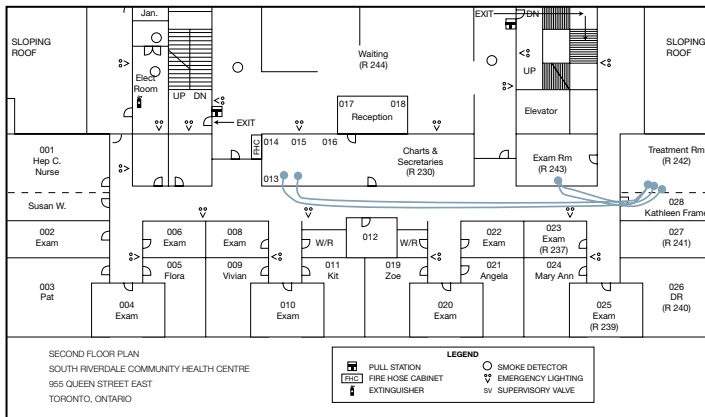 Jan.
EXIT
DN
SLOPING
ROOF
SLOPING
ROOF
Waiting
(R 244)
Elect
Room
UP
UP
DN
017
018
Reception
Elevator
EXIT
001
Hep C.
Nurse
FHC
014
015
016
Charts &
Secretaries
(R 230)
013
Exam Rm
(R 243)
Treatment Rm
(R 242)
Susan W.
028
Kathleen Frame
002
Exam
006
Exam
008
Exam
W/R
012
W/R
022
Exam
023
Exam
(R 237)
027
(R 241)
003
Pat
005
Flora
009
Vivian
011
Kit
019
Zoe
021
Angela
024
Mary Ann
026
DR
(R 240)
004
Exam
010
Exam
020
Exam
025
Exam
(R 239)
SECOND FLOOR PLAN
SOUTH RIVERDALE COMMUNITY HEALTH CENTRE
955 QUEEN STREET EAST
TORONTO, ONTARIO
LEGEND
PULL STATION
FHC FIRE HOSE CABINET
EXTINGUISHER
SMOKE DETECTOR
EMERGENCY LIGHTING
SV SUPERVISORY VALVE